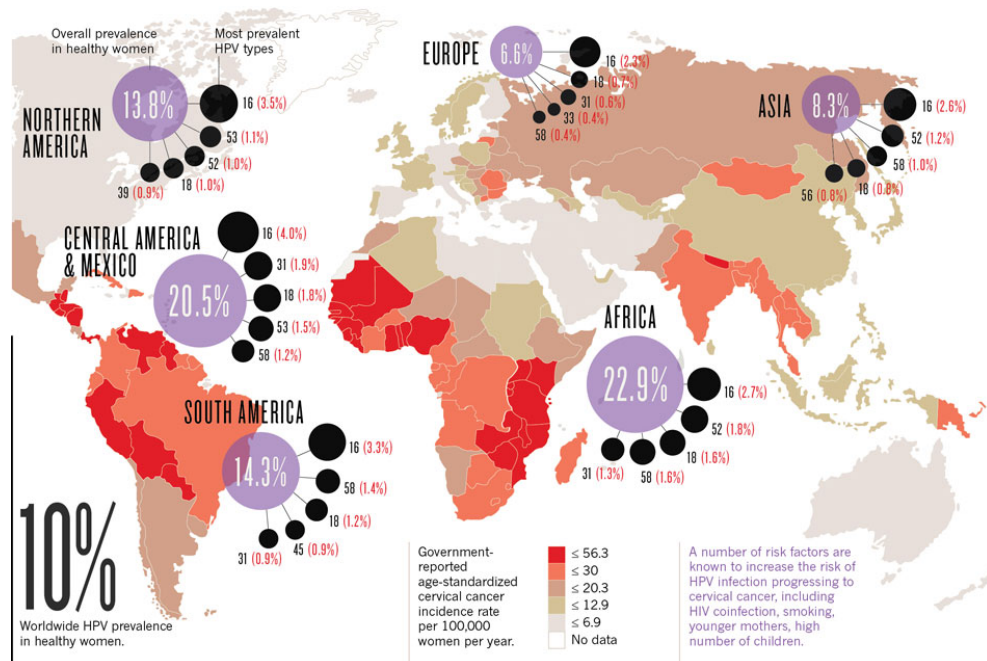 Overall prevalence
in healthy women
Most prevalent
HPV types
13.8%
NORTHERN
AMERICA
16 (3.5%)
53 (1.1%)
52 (1.0%)
18 (1.0%)
39 (0.9%)
EUROPE
6.6%
16 (2.3%)
18 (0.7%)
31 (0.6%)
33 (0.4%)
58 (0.4%)
ASIA
8.3%
16 (2.6%)
52 (1.2%)
58 (1.0%)
18 (0.8%)
56 (0.8%)
CENTRAL AMERICA
& MEXICO
20.5%
16 (4.0%)
31 (1.9%)
18 (1.8%)
53 (1.5%)
58 (1.2%)
AFRICA
22.9%
16 (2.7%)
52 (1.8%)
18 (1.6%)
58 (1.6%)
31 (1.3%)
SOUTH AMERICA
14.3%
16 (3.3%)
58 (1.4%)
18 (1.2%)
45 (0.9%)
31 (0.9%)
10%
Worldwide HPV prevalence
in healthy women.
Government-
reported
age-standardized
cervical cancer
incidence rate
per 100,000
women per year.
≤ 56.3
≤ 30
≤ 20.3
≤ 12.9
≤ 6.9
No data
A number of risk factors are
known to increase the risk of
HPV infection progressing to
cervical cancer, including
HIV coinfection, smoking,
younger mothers, high
number of children.